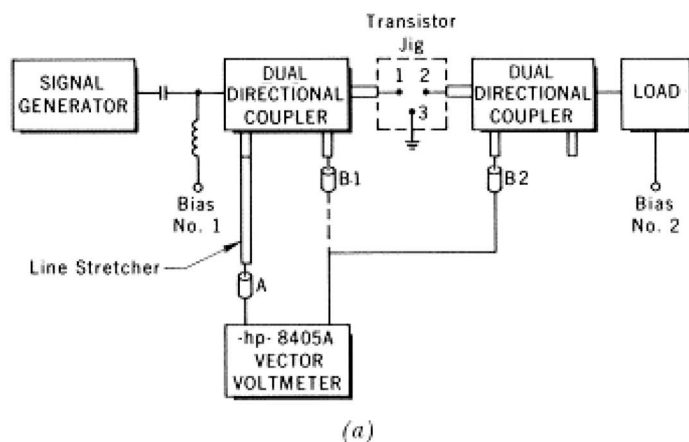 Transistor
Jig
SIGNAL
GENERATOR
DUAL
DIRECTIONAL
COUPLER
1 2
3
DUAL
DIRECTIONAL
COUPLER
LOAD
Bias
No. 1
B1
B2
Bias
No. 2
Line Stretcher
A
-hp- 8405A
VECTOR
VOLTMETER
(a)